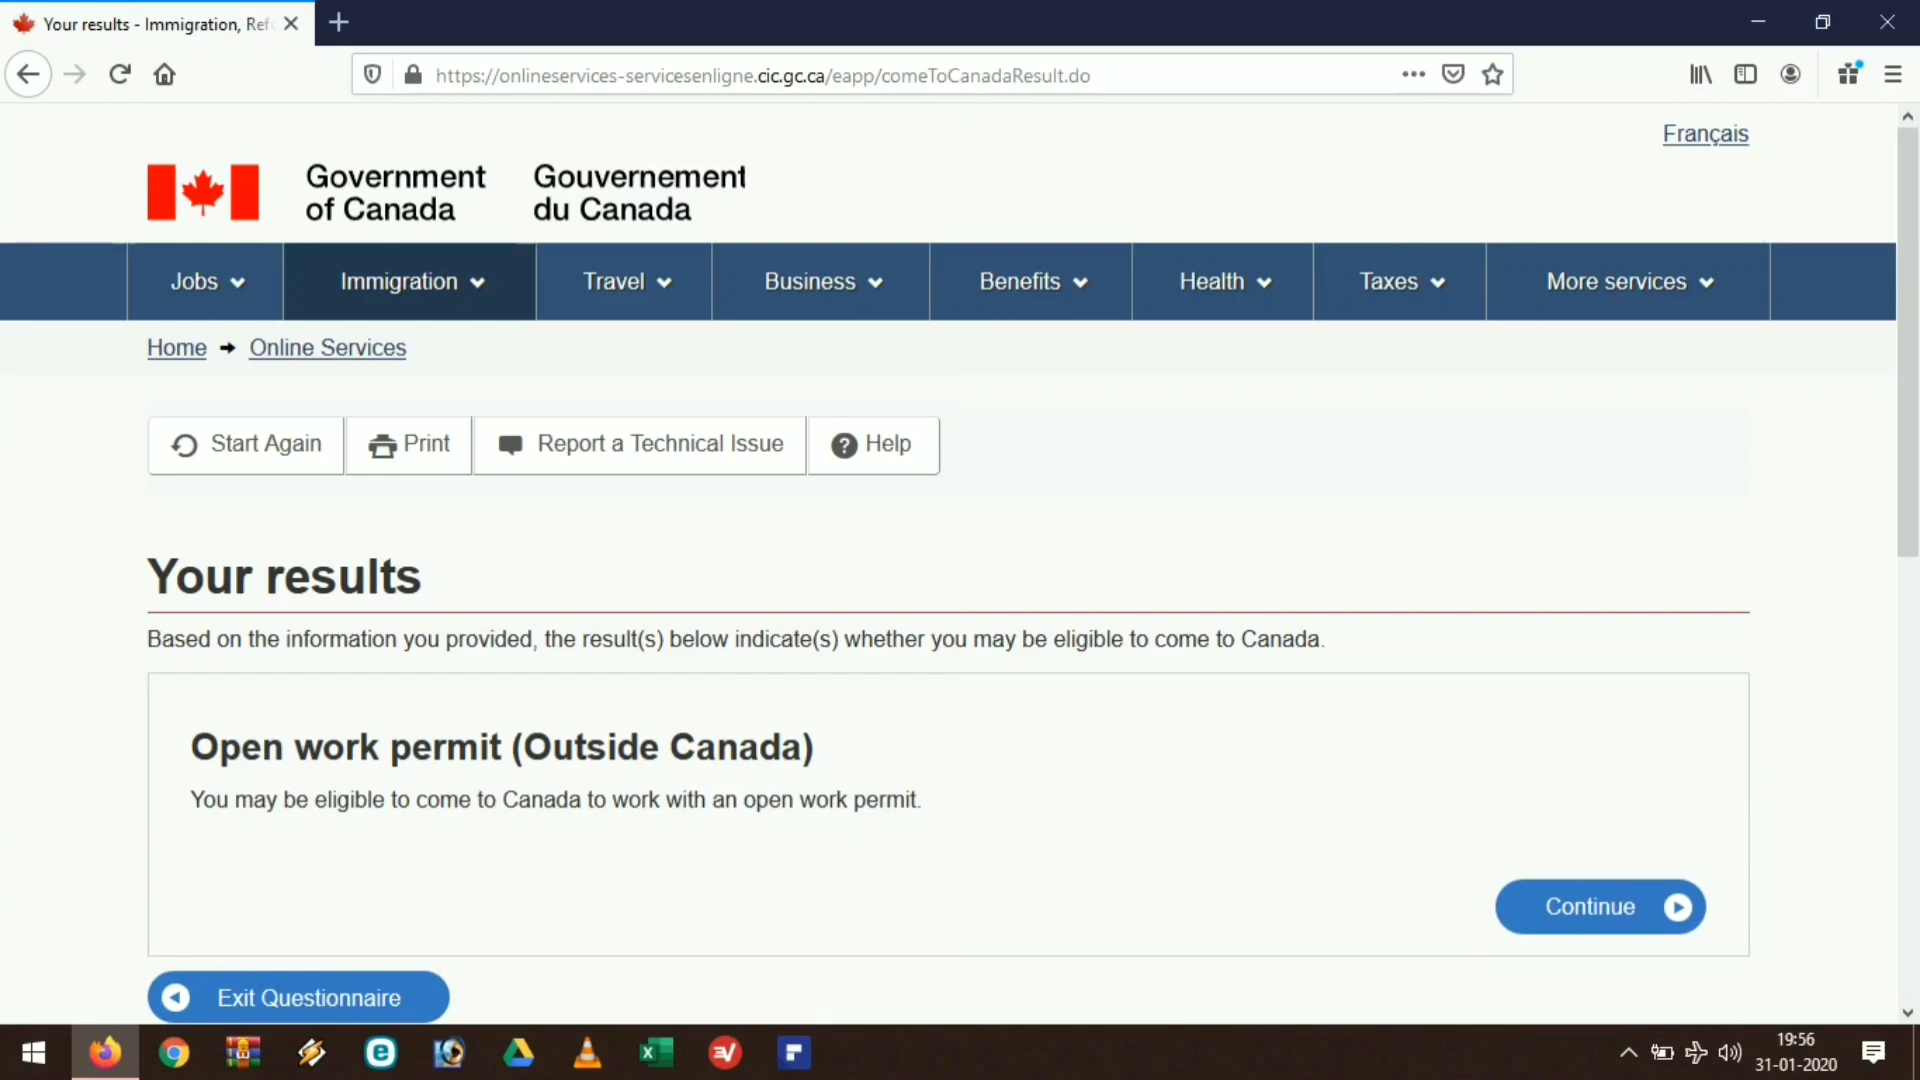 Your results - Immigration, Ref
https://onlineservices-servicesenligne.cic.gc.ca/eapp/comeToCanadaResult.do
Français
Government of Canada
Gouvernement du Canada
Jobs Immigration Travel Business Benefits Health Taxes More services
Home Online Services
Start Again Print Report a Technical Issue Help
Your results
Based on the information you provided, the result(s) below indicate(s) whether you may be eligible to come to Canada.
Open work permit (Outside Canada)
You may be eligible to come to Canada to work with an open work permit.
Continue
Exit Questionnaire
19:56
31-01-2020